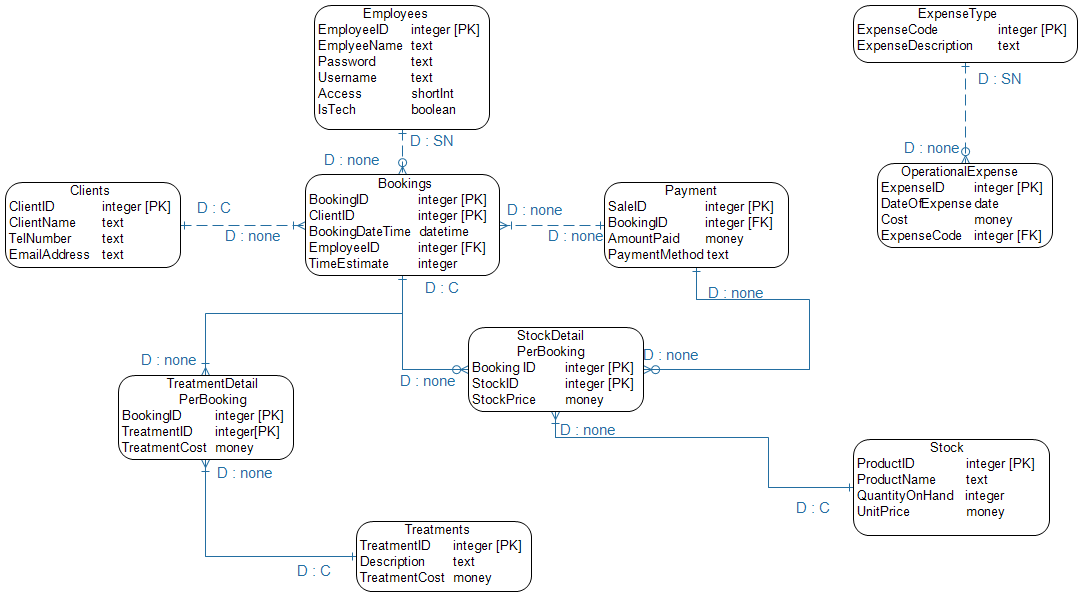 Employees
EmployeeID integer [PK]
EmplyeeName text
Password text
Username text
Access shortInt
IsTech boolean
D : SN
D : none
ExpenseType
ExpenseCode integer [PK]
ExpenseDescription text
D : SN
D : none
OperationalExpense
ExpenseID integer [PK]
DateOfExpense date
Cost money
ExpenseCode integer [FK]
Clients
ClientID integer [PK]
ClientName text
TelNumber text
EmailAddress text
D : C
D : none
Bookings
BookingID integer [PK]
ClientID integer [PK]
BookingDateTime datetime
EmployeeID integer [FK]
TimeEstimate integer
D : none
D : none
Payment
SaleID integer [PK]
BookingID integer [FK]
AmountPaid money
PaymentMethod text
D : C
D : none
D : none
D : none
D : none
StockDetail
PerBooking
Booking ID integer [PK]
StockID integer [PK]
StockPrice money
D : none
TreatmentDetail
PerBooking
BookingID integer [PK]
TreatmentID integer[PK]
TreatmentCost money
D : none
Stock
ProductID integer [PK]
ProductName text
QuantityOnHand integer
UnitPrice money
D : C
Treatments
TreatmentID integer [PK]
Description text
TreatmentCost money
D : C